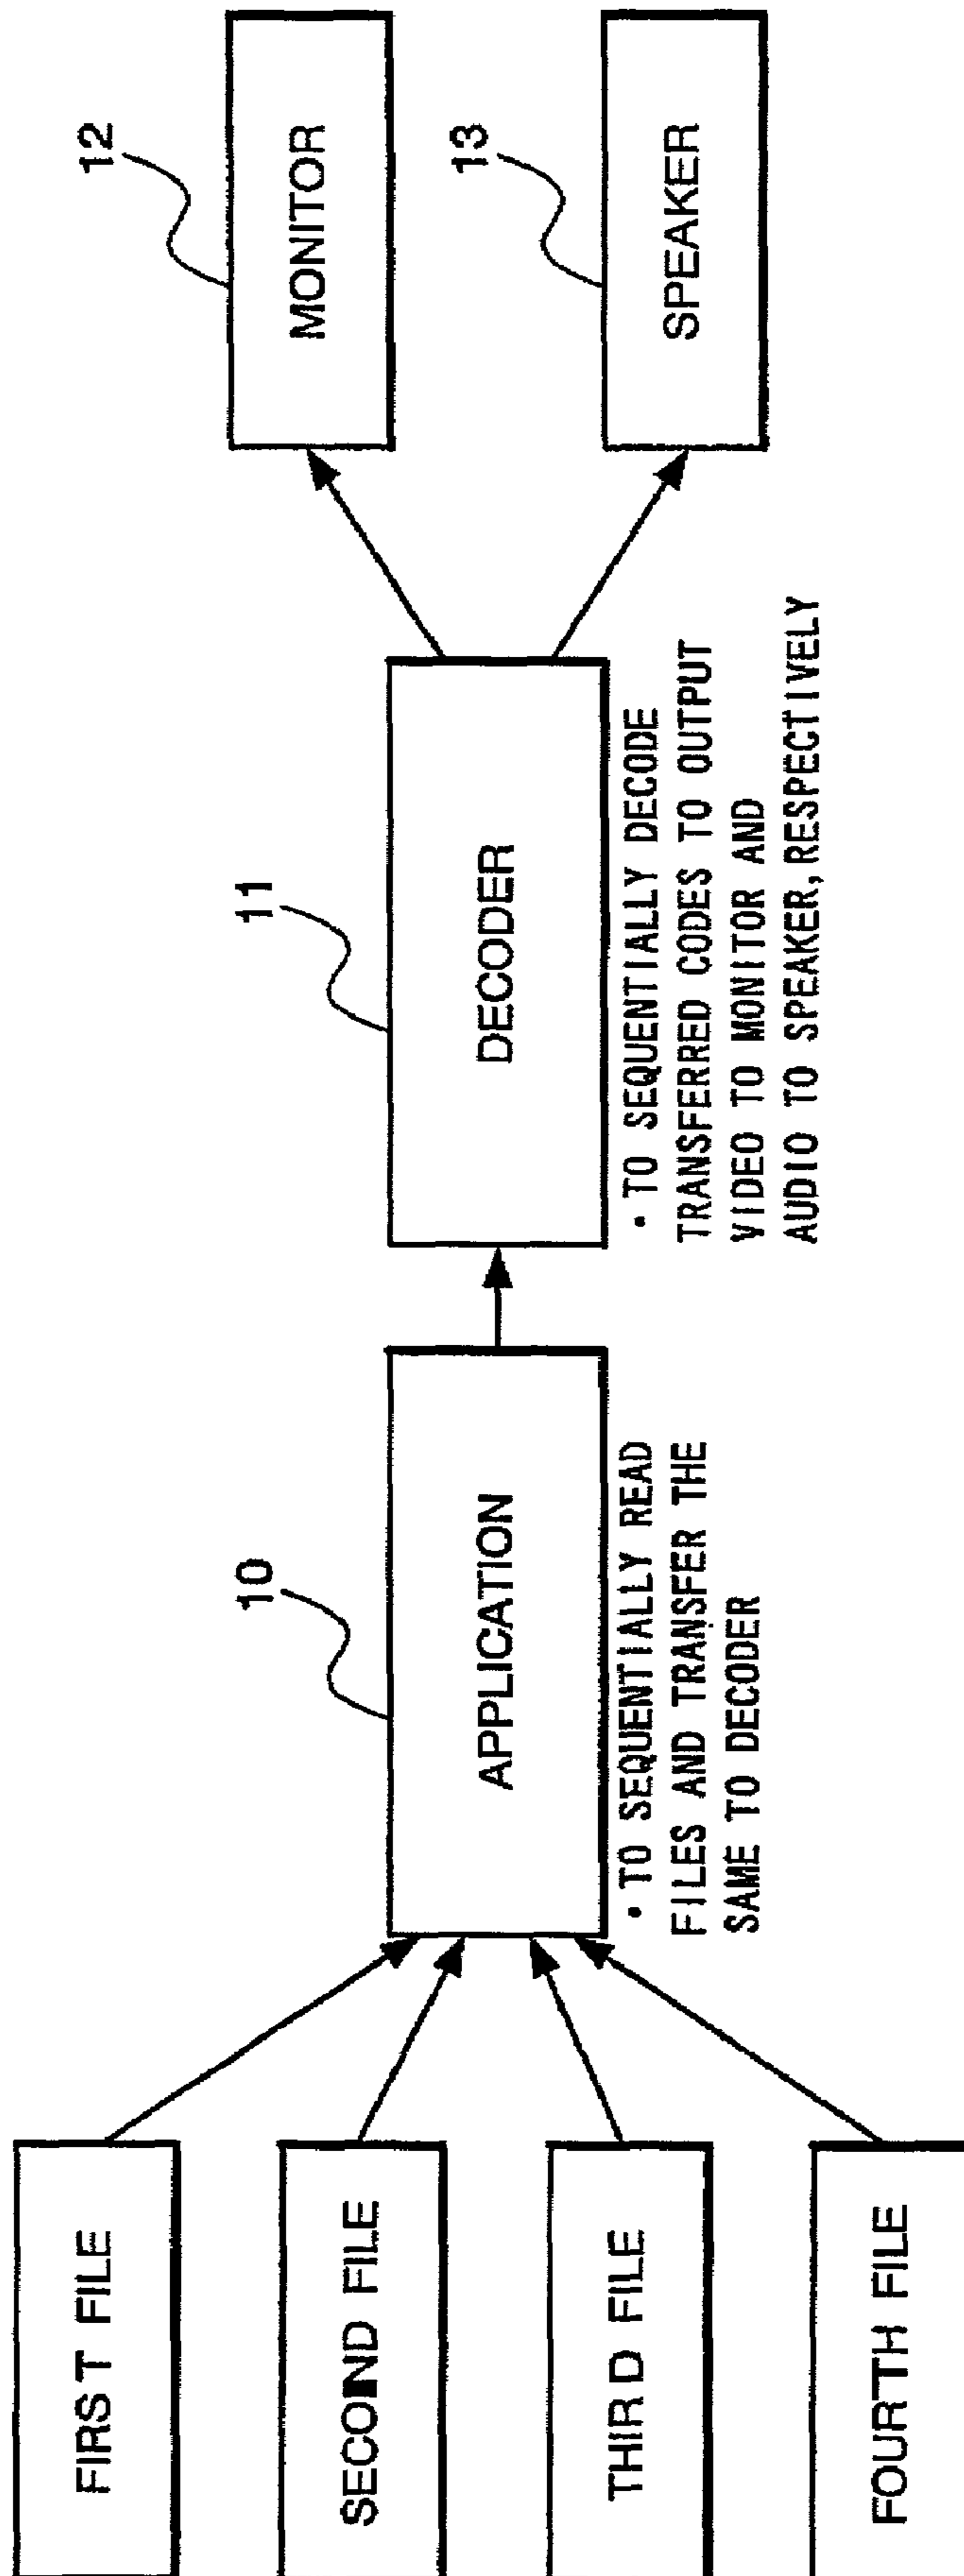 FIRST FILE
SECOND FILE
THIRD FILE
FOURTH FILE
10
APPLICATION
• TO SEQUENTIALLY READ
FILES AND TRANSFER THE
SAME TO DECODER
11
DECODER
• TO SEQUENTIALLY DECODE
TRANSFERRED CODES TO OUTPUT
VIDEO TO MONITOR AND
AUDIO TO SPEAKER, RESPECTIVELY
12
MONITOR
13
SPEAKER